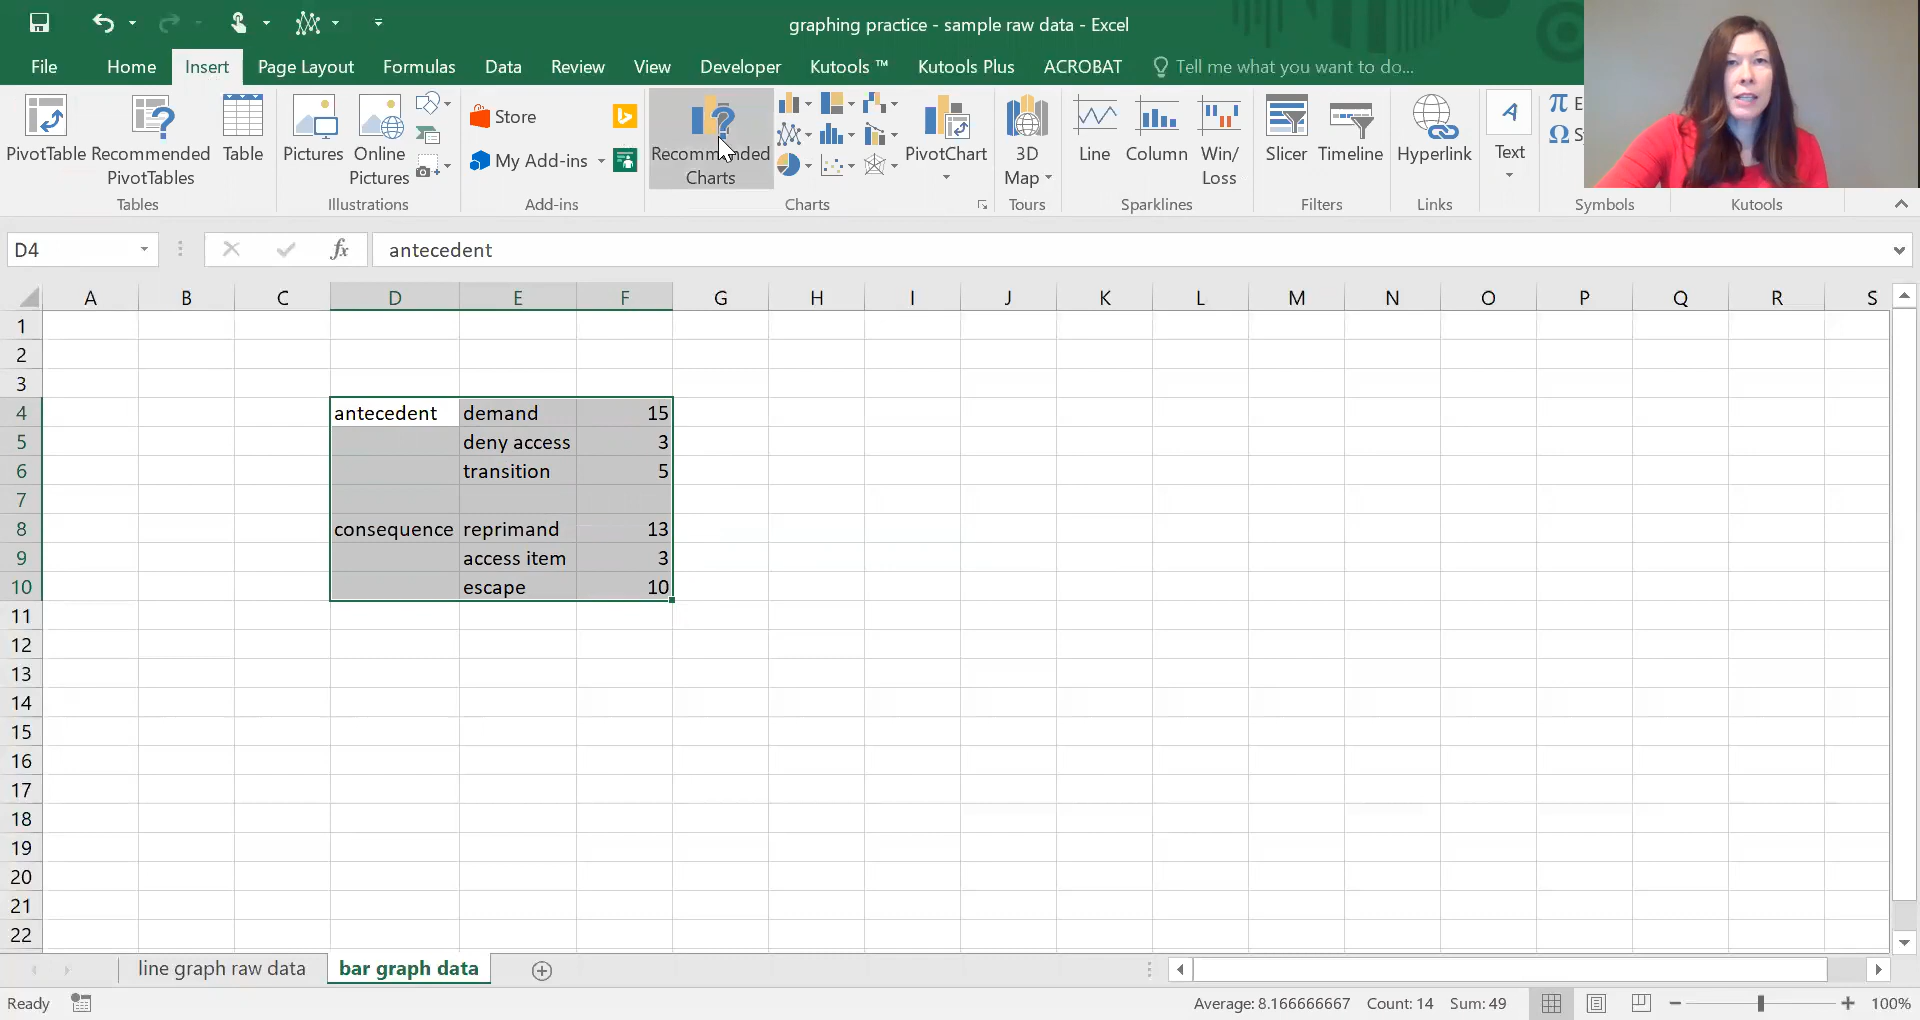 graphing practice - sample raw data - Excel
File Home Insert Page Layout Formulas Data Review View Developer Kutools ™ Kutools Plus ACROBAT Tell me what you want to do...
PivotTable
Recommended PivotTables
Table
Tables
Pictures
Online Pictures
Illustrations
Store
My Add-ins
Add-ins
Recommended Charts
PivotChart
Charts
3D Map
Tours
Line
Column
Win/ Loss
Sparklines
Slicer
Timeline
Filters
Hyperlink
Links
Text
π E
Ω Sy
Symbols
Kutools
D4 fx antecedent
A B C D E F G H I J K L M N O P Q R S
1
2
3
4 antecedent demand 15
5 deny access 3
6 transition 5
7
8 consequence reprimand 13
9 access item 3
10 escape 10
11
12
13
14
15
16
17
18
19
20
21
22
line graph raw data bar graph data
Ready Average: 8.166666667 Count: 14 Sum: 49 100%